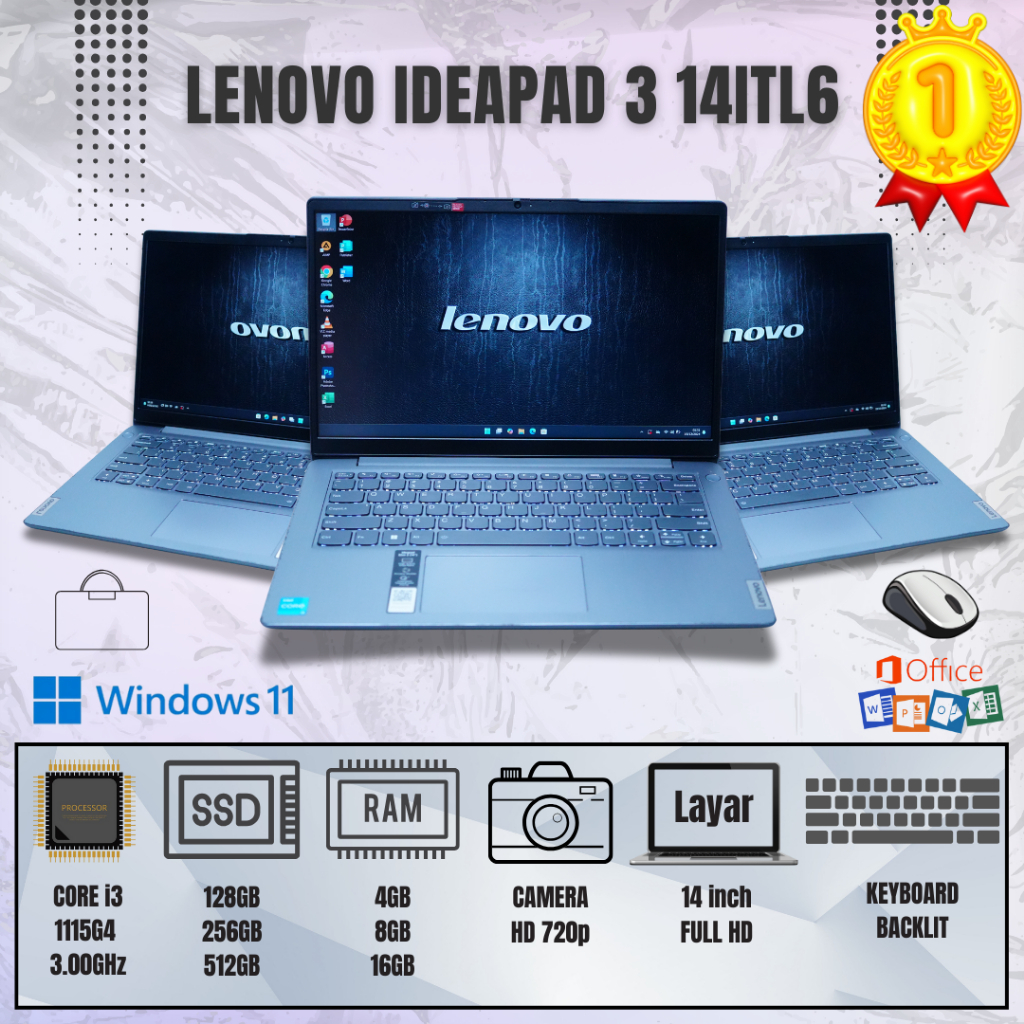 LENOVO IDEAPAD 3 14ITL6
1
lenovo
ovon
novo
Lenovo
Windows 11
Office
W
P
O
X
PROCESSOR
SSD
RAM
Layar
CORE i3
1115G4
3.00GHz
128GB
256GB
512GB
4GB
8GB
16GB
CAMERA
HD 720p
14 inch
FULL HD
KEYBOARD
BACKLIT